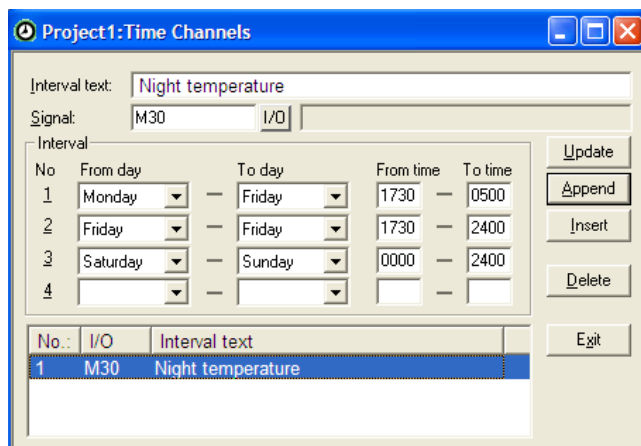 Project1:Time Channels
Interval text: Night temperature
Signal: M30 I/O
Interval
No From day To day From time To time
1 Monday — Friday 1730 — 0500
2 Friday — Friday 1730 — 2400
3 Saturday — Sunday 0000 — 2400
4 — —
Update
Append
Insert
Delete
Exit
No.: I/O Interval text
1 M30 Night temperature